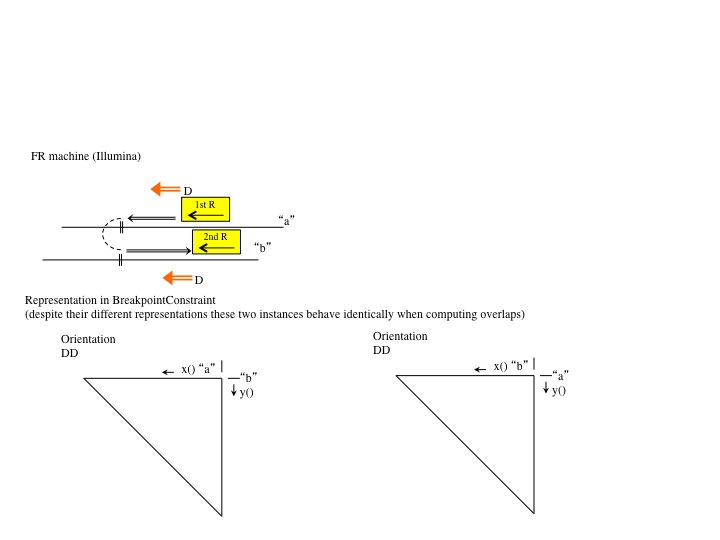 FR machine (Illumina)
D
1st R
“a”
2nd R
“b”
D
Representation in BreakpointConstraint
(despite their different representations these two instances behave identically when computing overlaps)
Orientation
DD
x() “a”
“b”
y()
Orientation
DD
x() “b”
“a”
y()